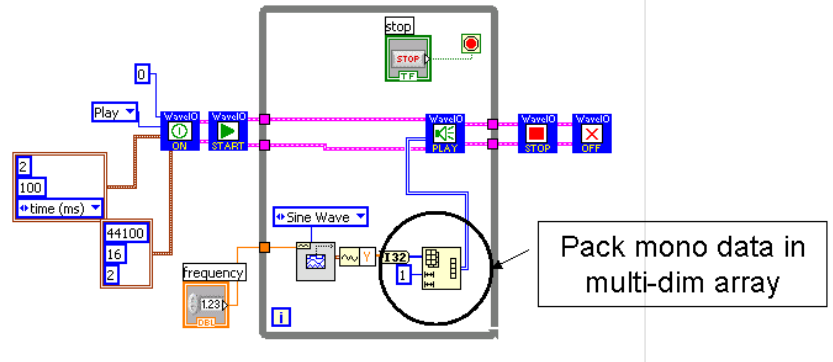 stop
STOP
TF
0
Play
WaveIO
ON
WaveIO
START
WaveIO
PLAY
WaveIO
STOP
WaveIO
OFF
2
100
time (ms)
44100
16
2
Sine Wave
frequency
1.23
DBL
Y
I32
1
i
Pack mono data in
multi-dim array